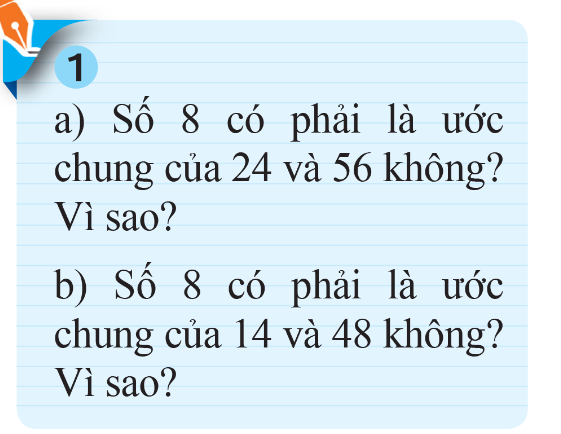 1
a) Số 8 có phải là ước
chung của 24 và 56 không?
Vì sao?
b) Số 8 có phải là ước
chung của 14 và 48 không?
Vì sao?